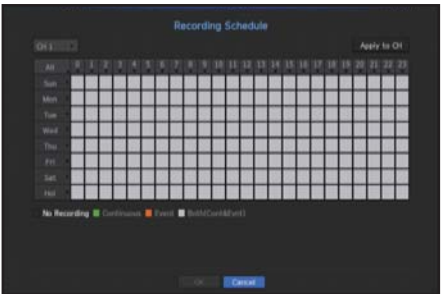 Recording Schedule
CH 1
Apply to CH
All 0 1 2 3 4 5 6 7 8 9 10 11 12 13 14 15 16 17 18 19 20 21 22 23
Sun
Mon
Tue
Wed
Thu
Fri
Sat
Hol
No Recording Continuous Event Both(Cont&Evnt)
OK Cancel